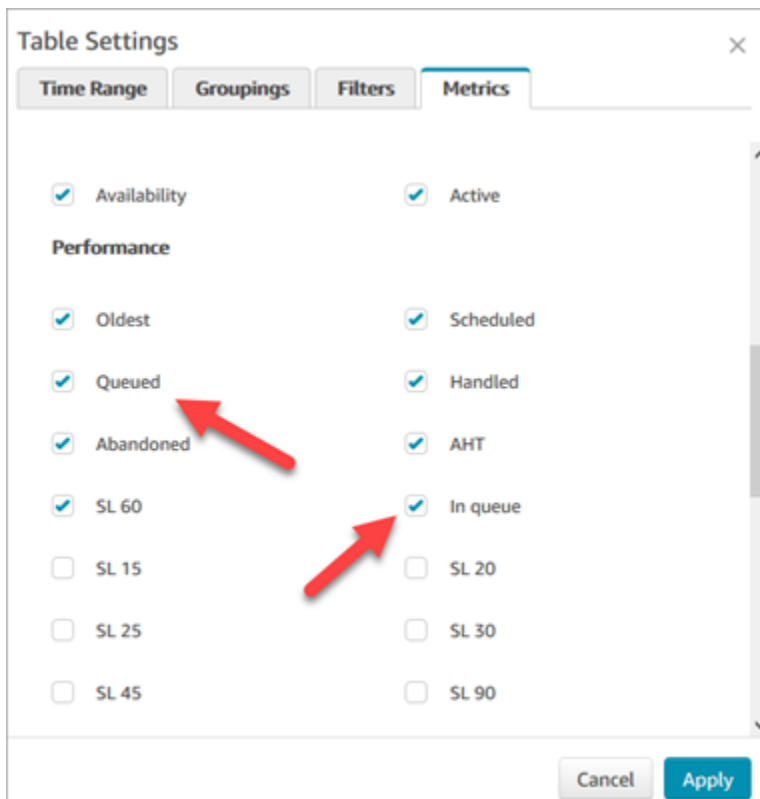 Table Settings
Time Range Groupings Filters Metrics
Availability Active
Performance
Oldest Scheduled
Queued Handled
Abandoned AHT
SL 60 In queue
SL 15 SL 20
SL 25 SL 30
SL 45 SL 90
Cancel Apply